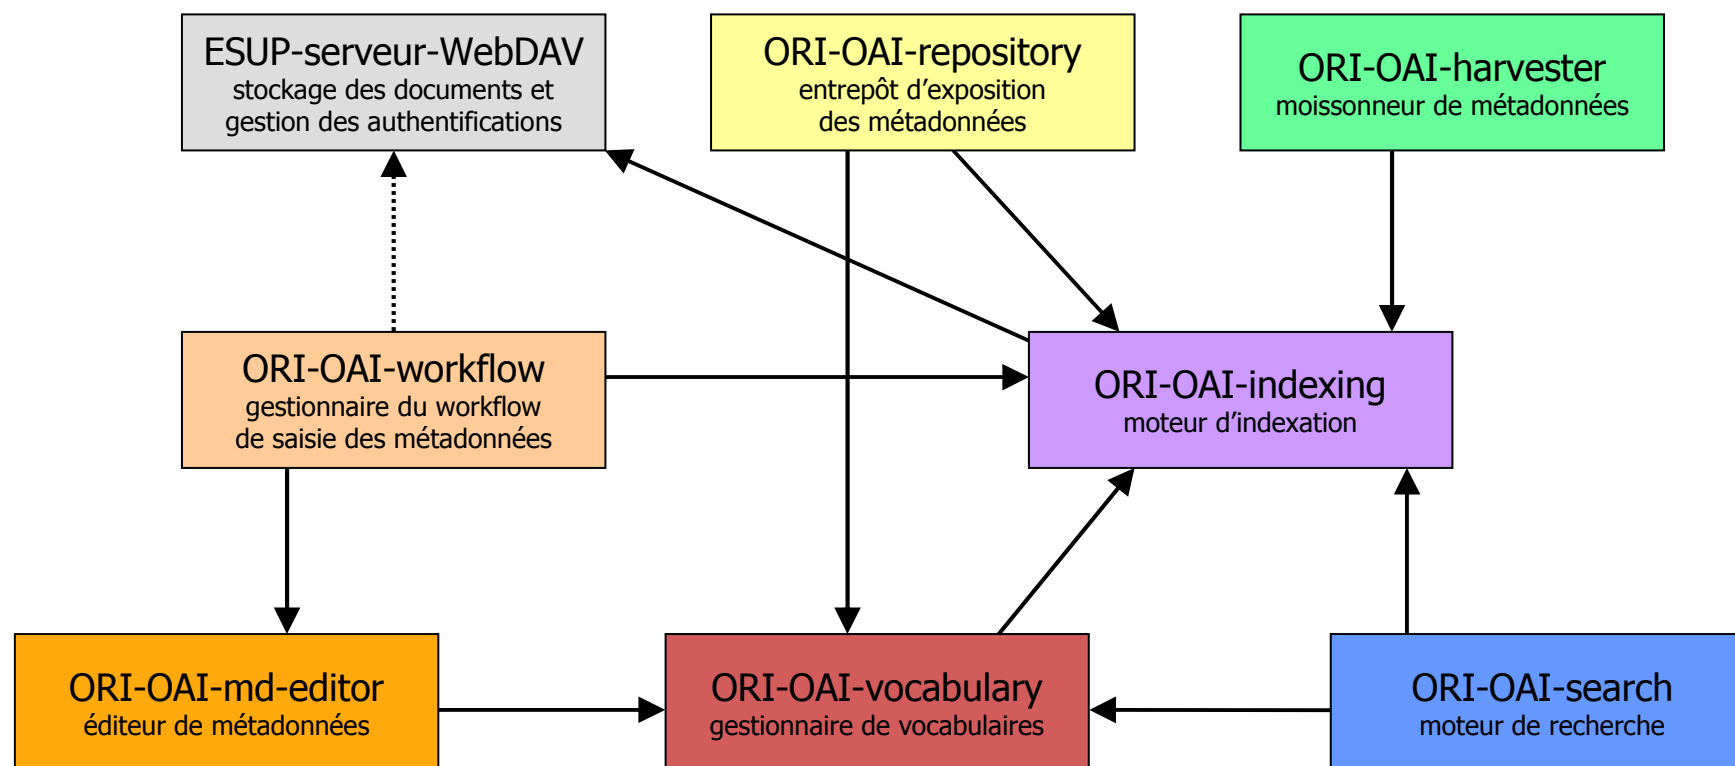 ESUP-serveur-WebDAV
stockage des documents et
gestion des authentifications
ORI-OAI-repository
entrepôt d’exposition
des métadonnées
ORI-OAI-harvester
moissonneur de métadonnées
ORI-OAI-workflow
gestionnaire du workflow
de saisie des métadonnées
ORI-OAI-indexing
moteur d’indexation
ORI-OAI-md-editor
éditeur de métadonnées
ORI-OAI-vocabulary
gestionnaire de vocabulaires
ORI-OAI-search
moteur de recherche